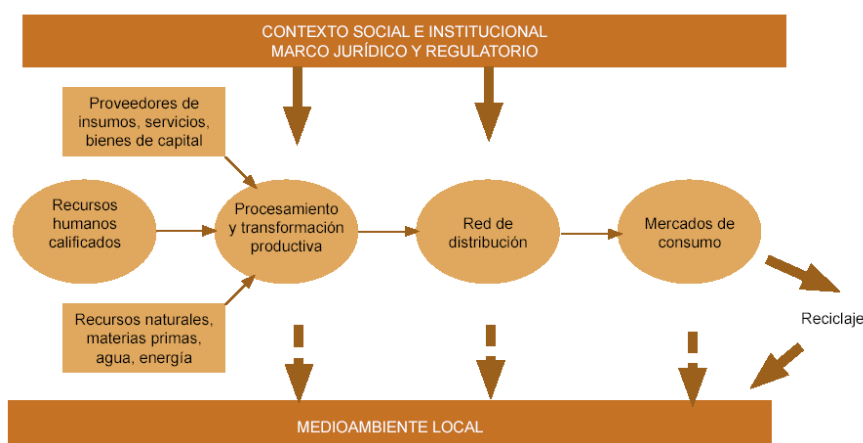 CONTEXTO SOCIAL E INSTITUCIONAL
MARCO JURÍDICO Y REGULATORIO
Proveedores de
insumos, servicios,
bienes de capital
Recursos
humanos
calificados
Procesamiento
y transformación
productiva
Red de
distribución
Mercados de
consumo
Recursos naturales,
materias primas,
agua, energía
Reciclaje
MEDIOAMBIENTE LOCAL